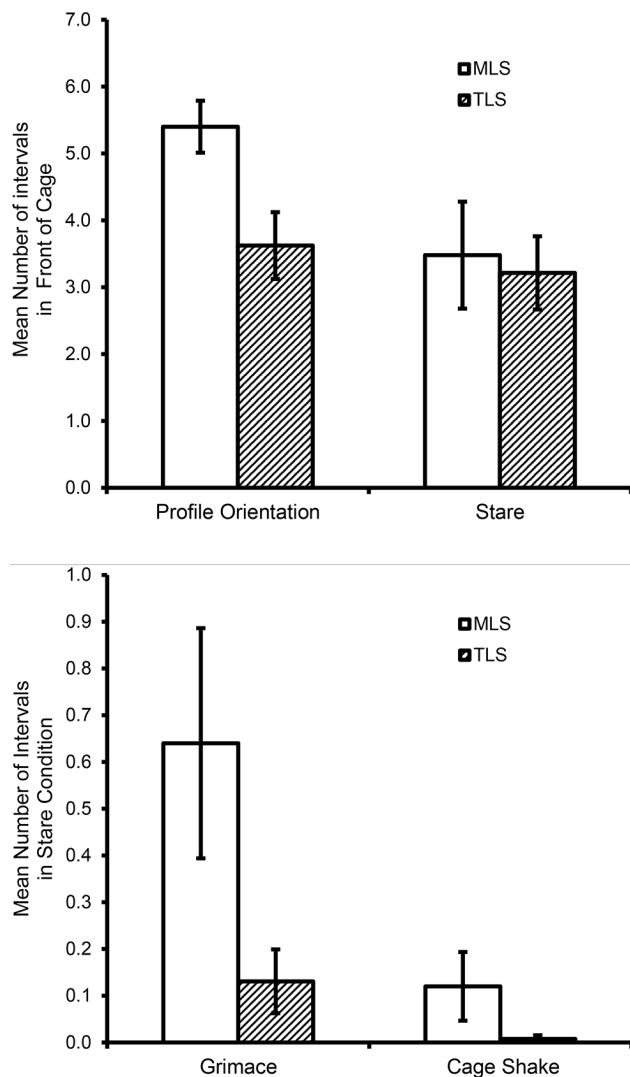 7.0
6.0
5.0
4.0
3.0
2.0
1.0
0.0
Mean Number of intervals
in Front of Cage
MLS
TLS
Profile Orientation Stare
1.0
0.9
0.8
0.7
0.6
0.5
0.4
0.3
0.2
0.1
0.0
Mean Number of Intervals
in Stare Condition
MLS
TLS
Grimace Cage Shake